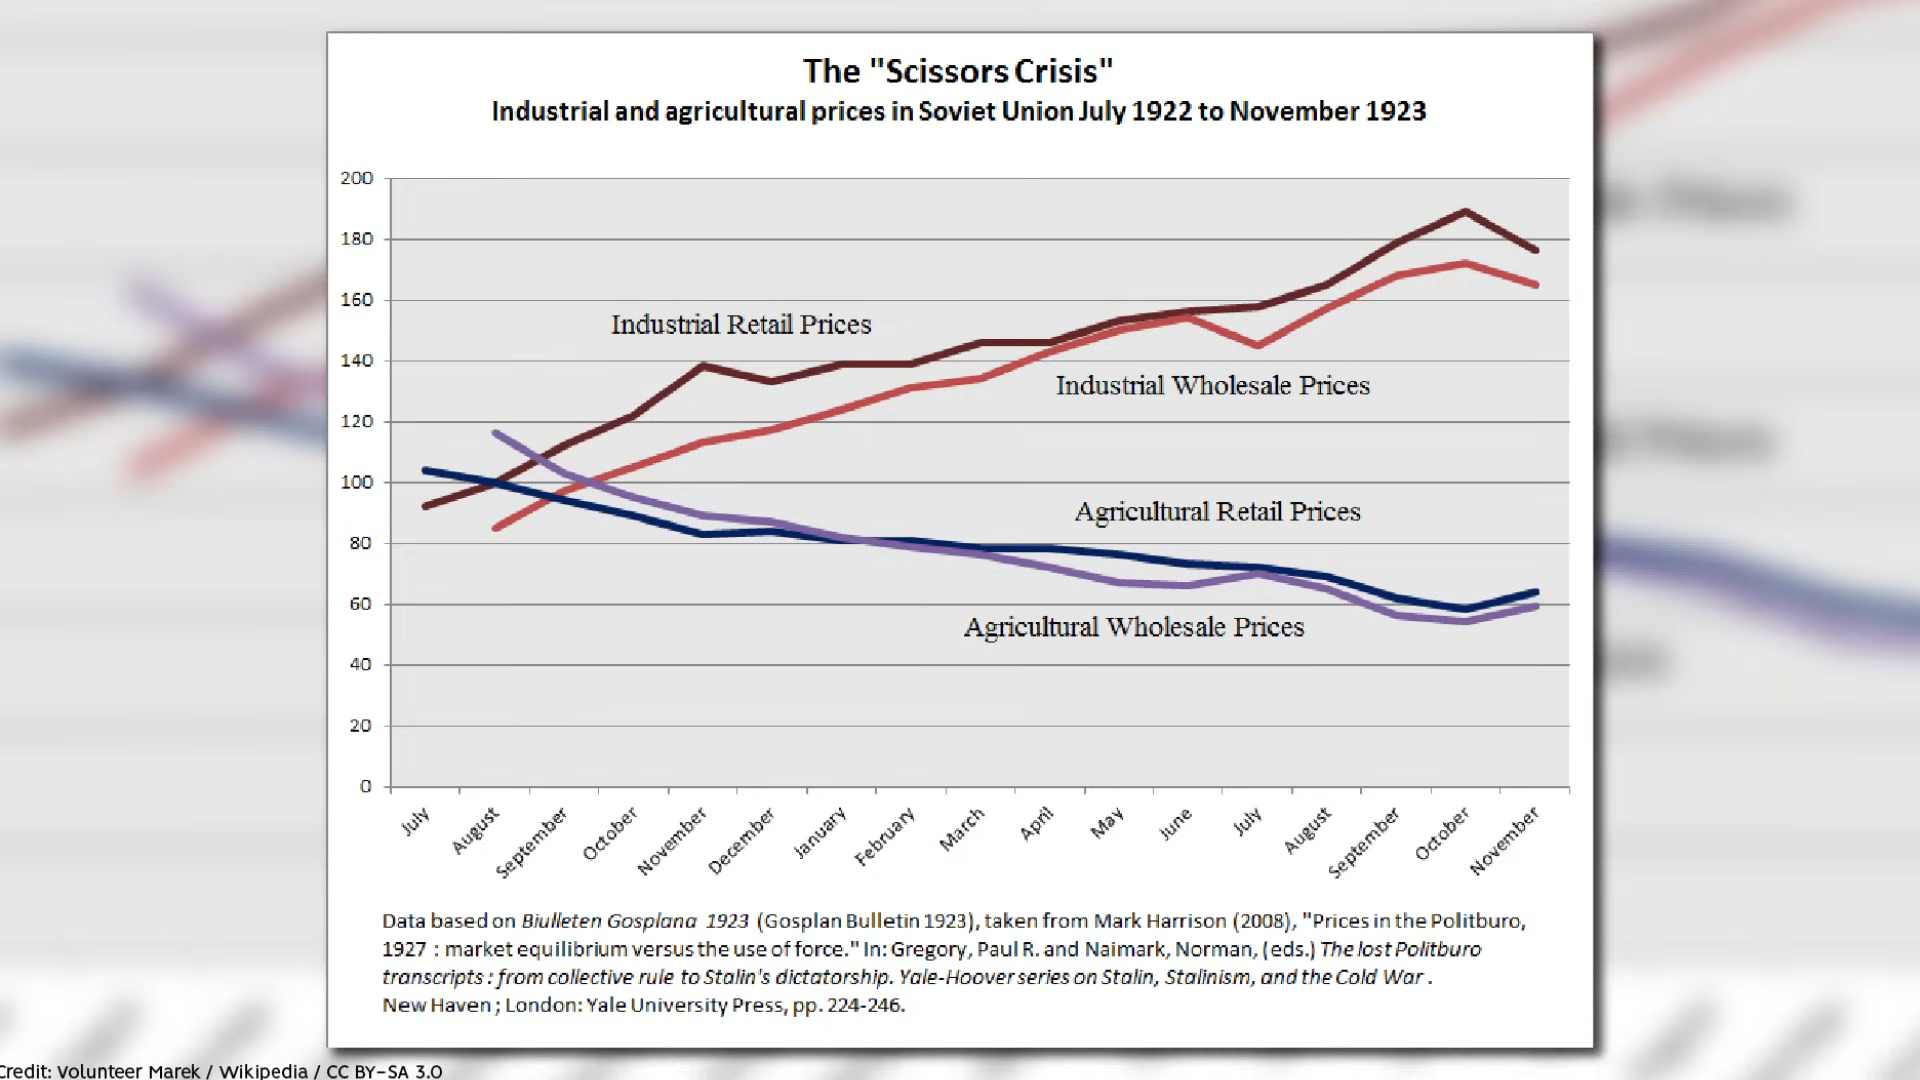 The "Scissors Crisis"
Industrial and agricultural prices in Soviet Union July 1922 to November 1923
200
180
160
140
120
100
80
60
40
20
0
Industrial Retail Prices
Industrial Wholesale Prices
Agricultural Retail Prices
Agricultural Wholesale Prices
July
August
September
October
November
December
January
February
March
April
May
June
July
August
September
October
November
Data based on Biulleten Gosplana 1923 (Gosplan Bulletin 1923), taken from Mark Harrison (2008), "Prices in the Politburo,
1927 : market equilibrium versus the use of force." In: Gregory, Paul R. and Naimark, Norman, (eds.) The lost Politburo
transcripts : from collective rule to Stalin's dictatorship. Yale-Hoover series on Stalin, Stalinism, and the Cold War .
New Haven ; London: Yale University Press, pp. 224-246.
Credit: Volunteer Marek / Wikipedia / CC BY-SA 3.0